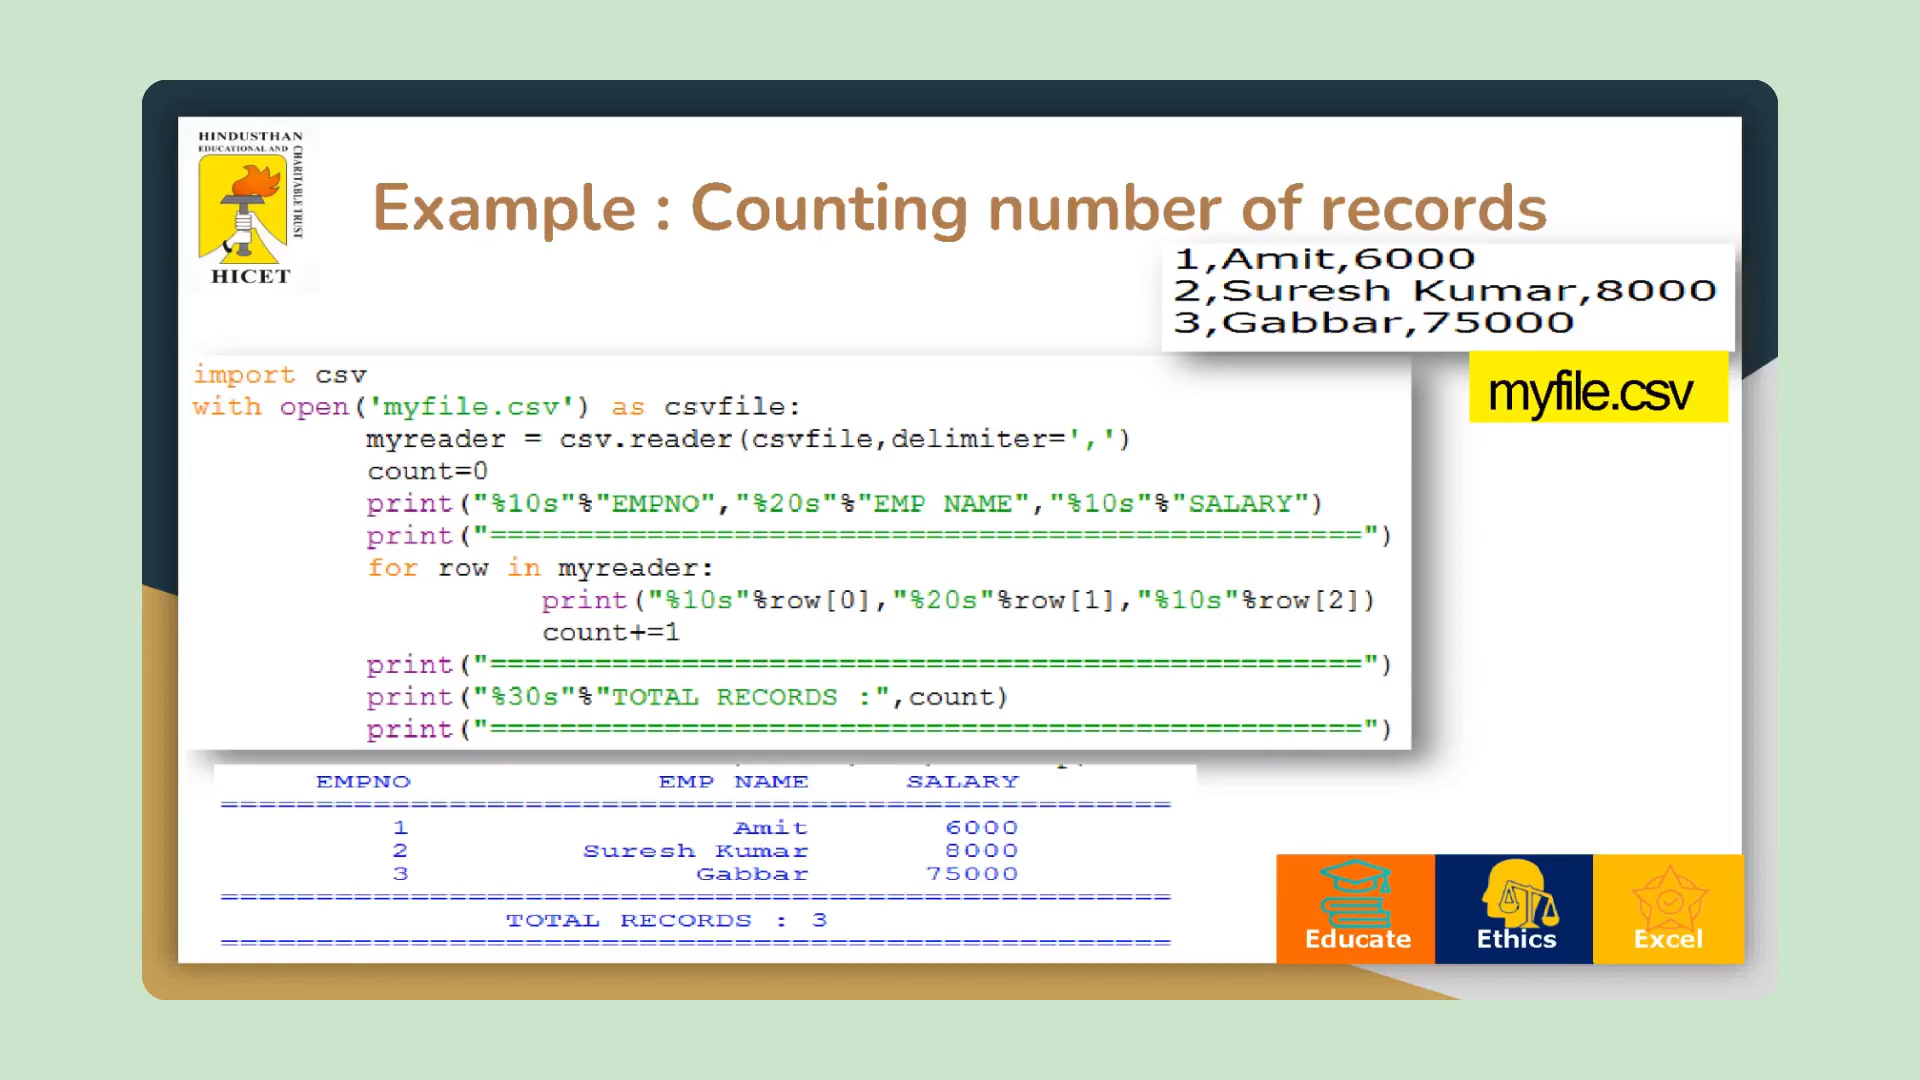 HINDUSTHAN
EDUCATIONAL AND
CHARITABLE TRUST
HICET
Example : Counting number of records
1,Amit,6000
2,Suresh Kumar,8000
3,Gabbar,75000
myfile.csv
import csv
with open('myfile.csv') as csvfile:
myreader = csv.reader(csvfile,delimiter=',')
count=0
print("%10s"%"EMPNO","%20s"%"EMP NAME","%10s"%"SALARY")
print("==================================================")
for row in myreader:
print("%10s"%row[0],"%20s"%row[1],"%10s"%row[2])
count+=1
print("==================================================")
print("%30s"%"TOTAL RECORDS :",count)
print("==================================================")
EMPNO EMP NAME SALARY
==================================================
1 Amit 6000
2 Suresh Kumar 8000
3 Gabbar 75000
==================================================
TOTAL RECORDS : 3
==================================================
Educate
Ethics
Excel